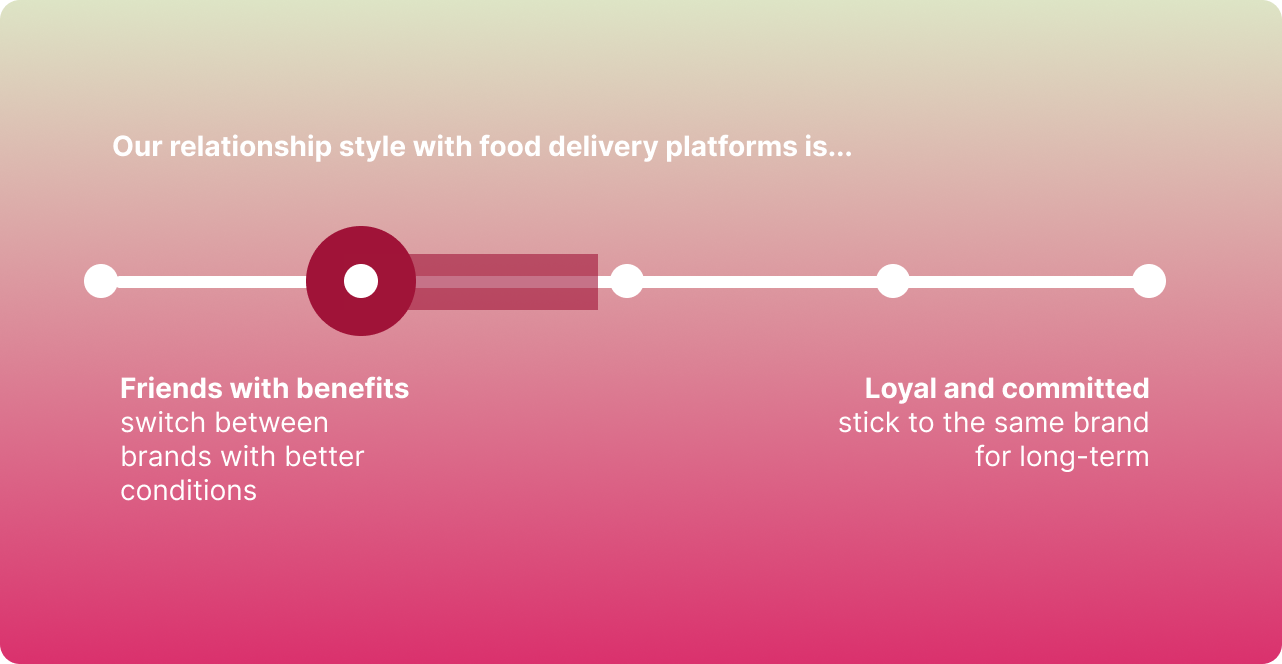 Our relationship style with food delivery platforms is...
Friends with benefits
switch between
brands with better
conditions
Loyal and committed
stick to the same brand
for long-term